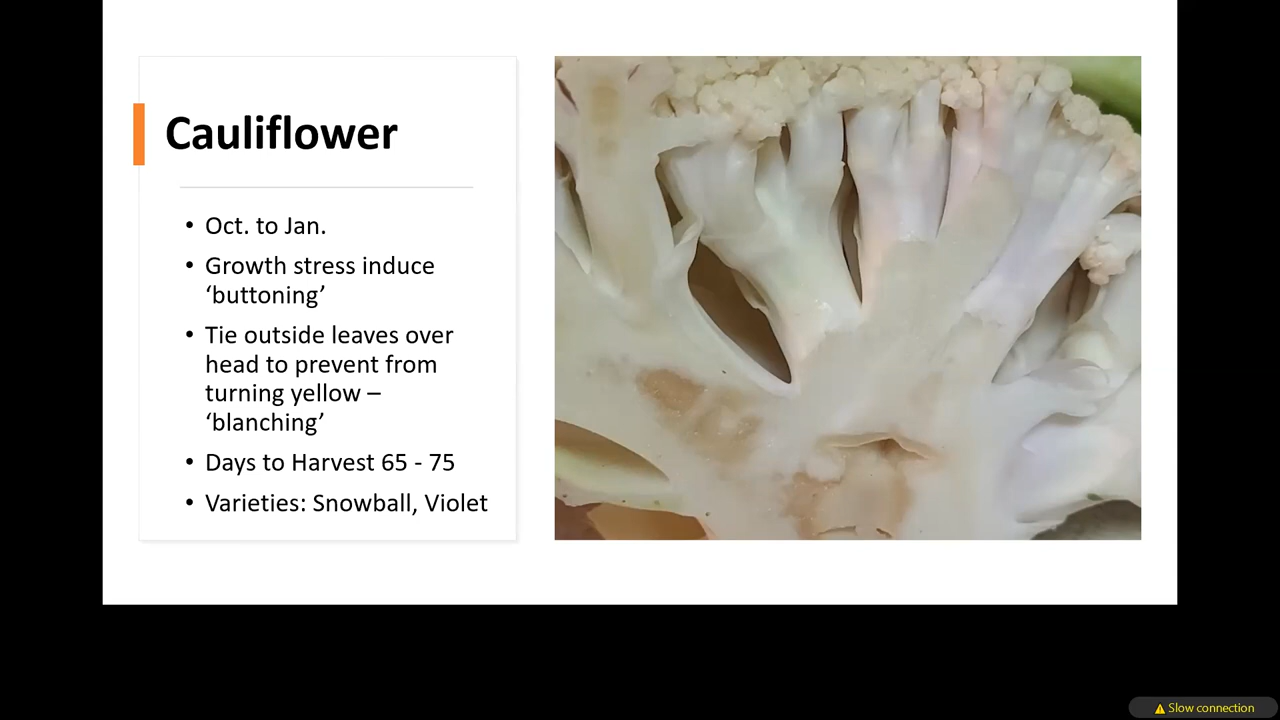 Cauliflower
• Oct. to Jan.
• Growth stress induce
‘buttoning’
• Tie outside leaves over
head to prevent from
turning yellow –
‘blanching’
• Days to Harvest 65 - 75
• Varieties: Snowball, Violet
Slow connection